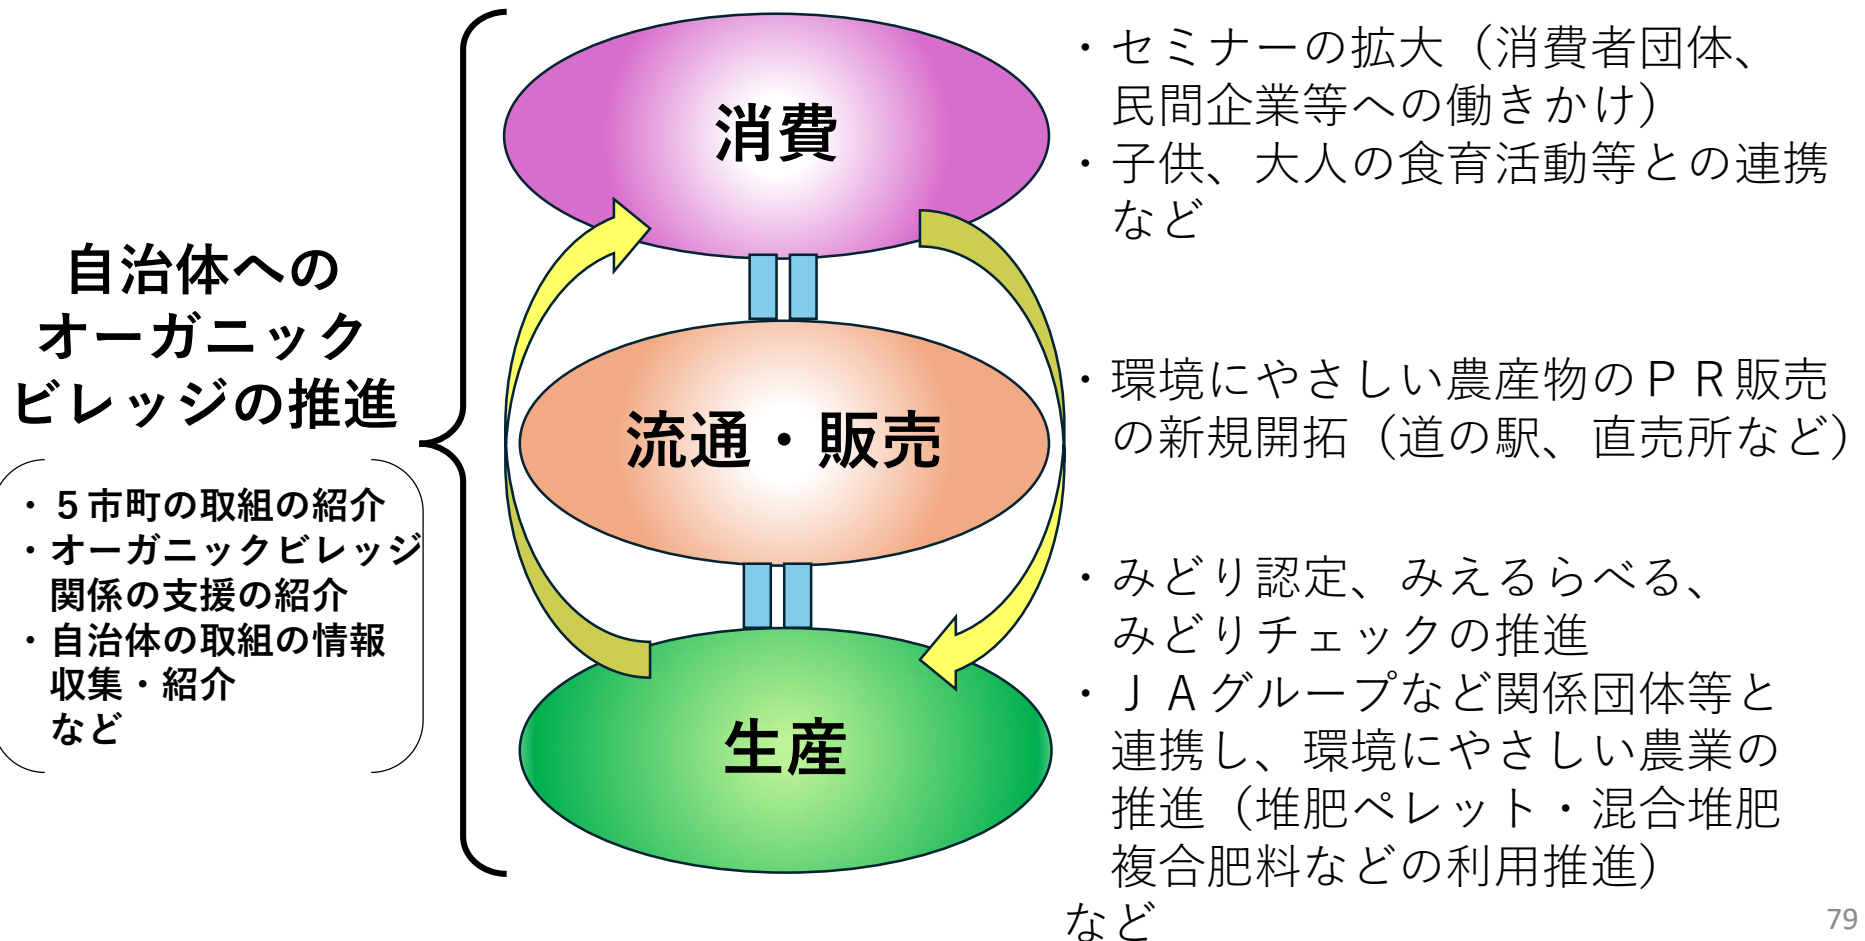 自治体への
オーガニック
ビレッジの推進
・５市町の取組の紹介
・オーガニックビレッジ
関係の支援の紹介
・自治体の取組の情報
収集・紹介
など
消費
流通・販売
生産
・セミナーの拡大（消費者団体、
民間企業等への働きかけ）
・子供、大人の食育活動等との連携
など
・環境にやさしい農産物のＰＲ販売
の新規開拓（道の駅、直売所など）
・みどり認定、みえるらべる、
みどりチェックの推進
・ＪＡグループなど関係団体等と
連携し、環境にやさしい農業の
推進（堆肥ペレット・混合堆肥
複合肥料などの利用推進）
など
79